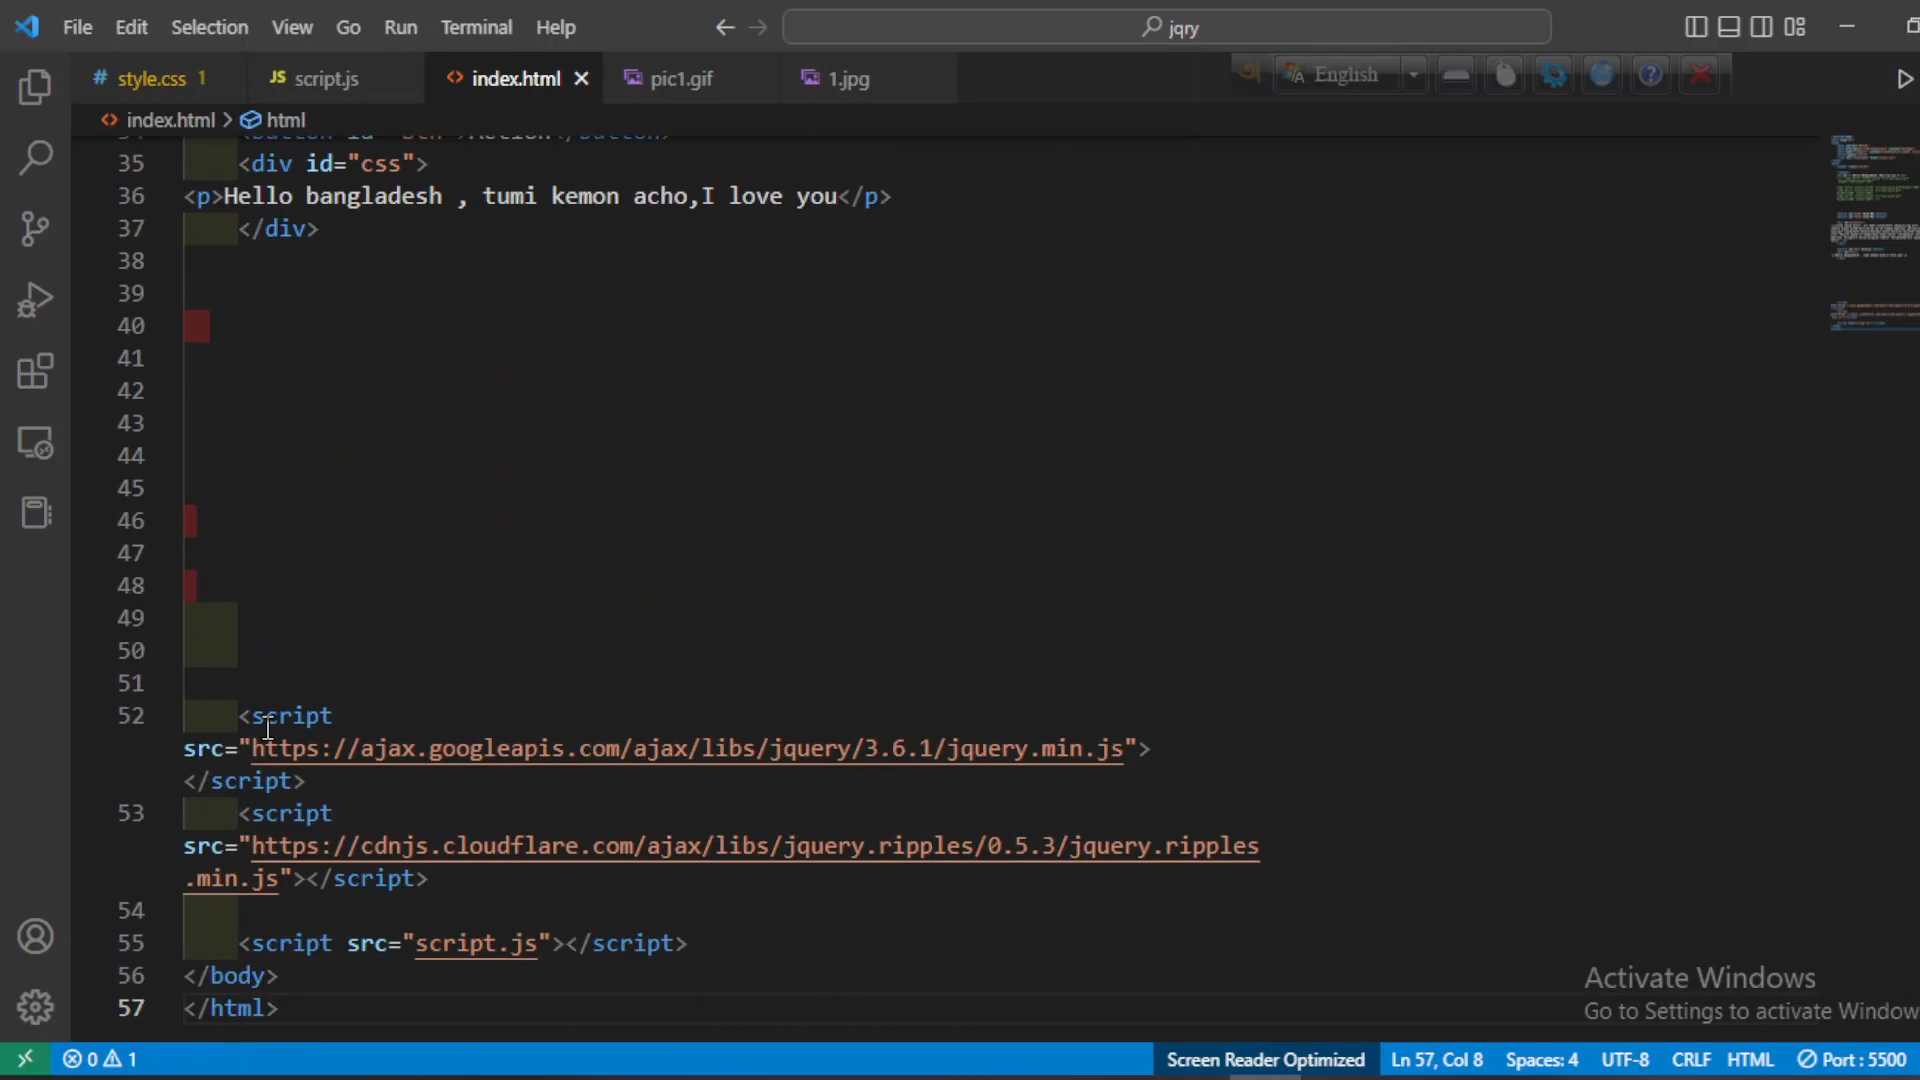 File Edit Selection View Go Run Terminal Help
jqry
# style.css 1 JS script.js <> index.html pic1.gif 1.jpg
English
<> index.html > html
35 <div id="css">
36 <p>Hello bangladesh , tumi kemon acho,I love you</p>
37 </div>
38
39
40
41
42
43
44
45
46
47
48
49
50
51
52 <script
src="https://ajax.googleapis.com/ajax/libs/jquery/3.6.1/jquery.min.js">
</script>
53 <script
src="https://cdnjs.cloudflare.com/ajax/libs/jquery.ripples/0.5.3/jquery.ripples
.min.js"></script>
54
55 <script src="script.js"></script>
56 </body>
57 </html>
Activate Windows
Go to Settings to activate Window
0 1 Screen Reader Optimized Ln 57, Col 8 Spaces: 4 UTF-8 CRLF HTML Port : 5500